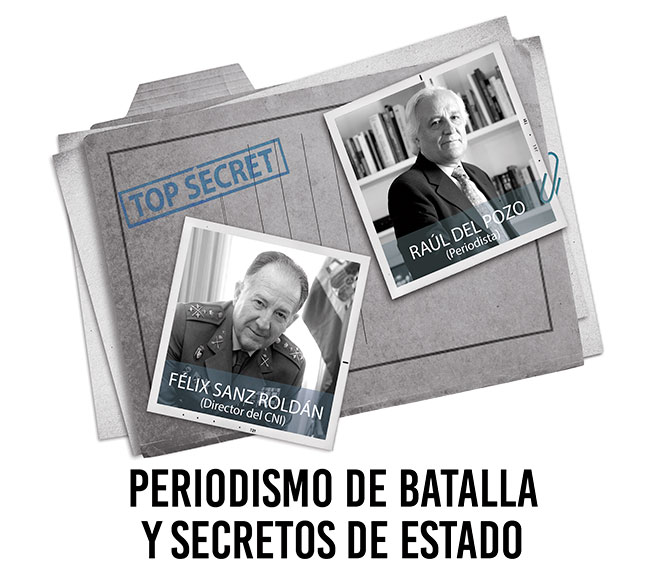 TOP SECRET
RAÚL DEL POZO
(Periodista)
FÉLIX SANZ ROLDÁN
(Director del CNI)
PERIODISMO DE BATALLA
Y SECRETOS DE ESTADO